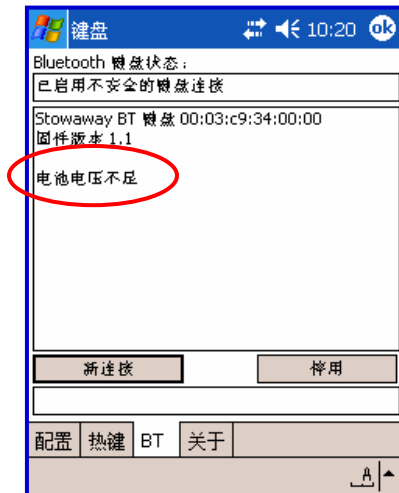 键盘 10:20 ok
Bluetooth 键盘状态：
已启用不安全的键盘连接
Stowaway BT 键盘 00:03:c9:34:00:00
固件版本 1.1
电池电压不足
新连接 停用
配置 热键 BT 关于
A